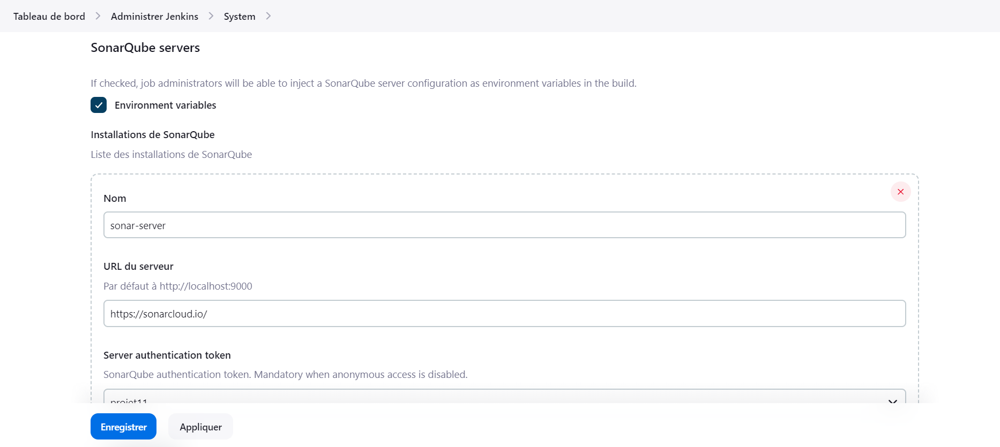 Tableau de bord > Administrer Jenkins > System >
SonarQube servers
If checked, job administrators will be able to inject a SonarQube server configuration as environment variables in the build.
Environment variables
Installations de SonarQube
Liste des installations de SonarQube
Nom
sonar-server
URL du serveur
Par défaut à http://localhost:9000
https://sonarcloud.io/
Server authentication token
SonarQube authentication token. Mandatory when anonymous access is disabled.
projet11
Enregistrer Appliquer